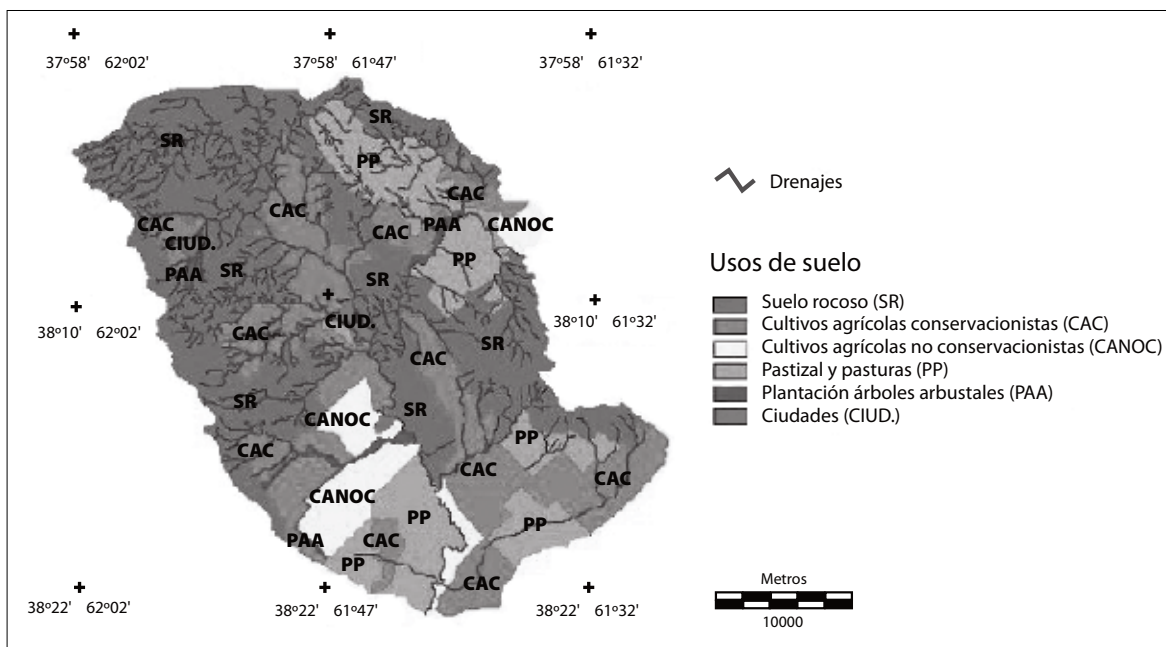 37º58' 62º02'
37º58' 61º47'
37º58' 61º32'
SR
SR
PP
CAC
CAC
CAC
CAC
PAA
CANOC
CIUD.
PAA
SR
SR
PP
38º10' 62º02'
CIUD.
38º10' 61º32'
CAC
CAC
SR
SR
CANOC
SR
PP
CAC
CAC
CAC
CANOC
PP
PP
PAA
CAC
PP
CAC
38º22' 62º02'
38º22' 61º47'
38º22' 61º32'
Drenajes
Usos de suelo
Suelo rocoso (SR)
Cultivos agrícolas conservacionistas (CAC)
Cultivos agrícolas no conservacionistas (CANOC)
Pastizal y pasturas (PP)
Plantación árboles arbustales (PAA)
Ciudades (CIUD.)
Metros
10000